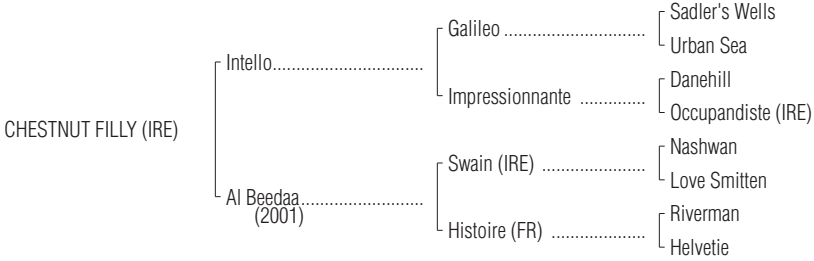 Sadler's Wells
Galileo ................................
Urban Sea
Intello.................................
Danehill
Impressionnante ..............
Occupandiste (IRE)
CHESTNUT FILLY (IRE)
Nashwan
Swain (IRE) .......................
Love Smitten
Al Beedaa...........................
(2001)
Riverman
Histoire (FR) .....................
Helvetie